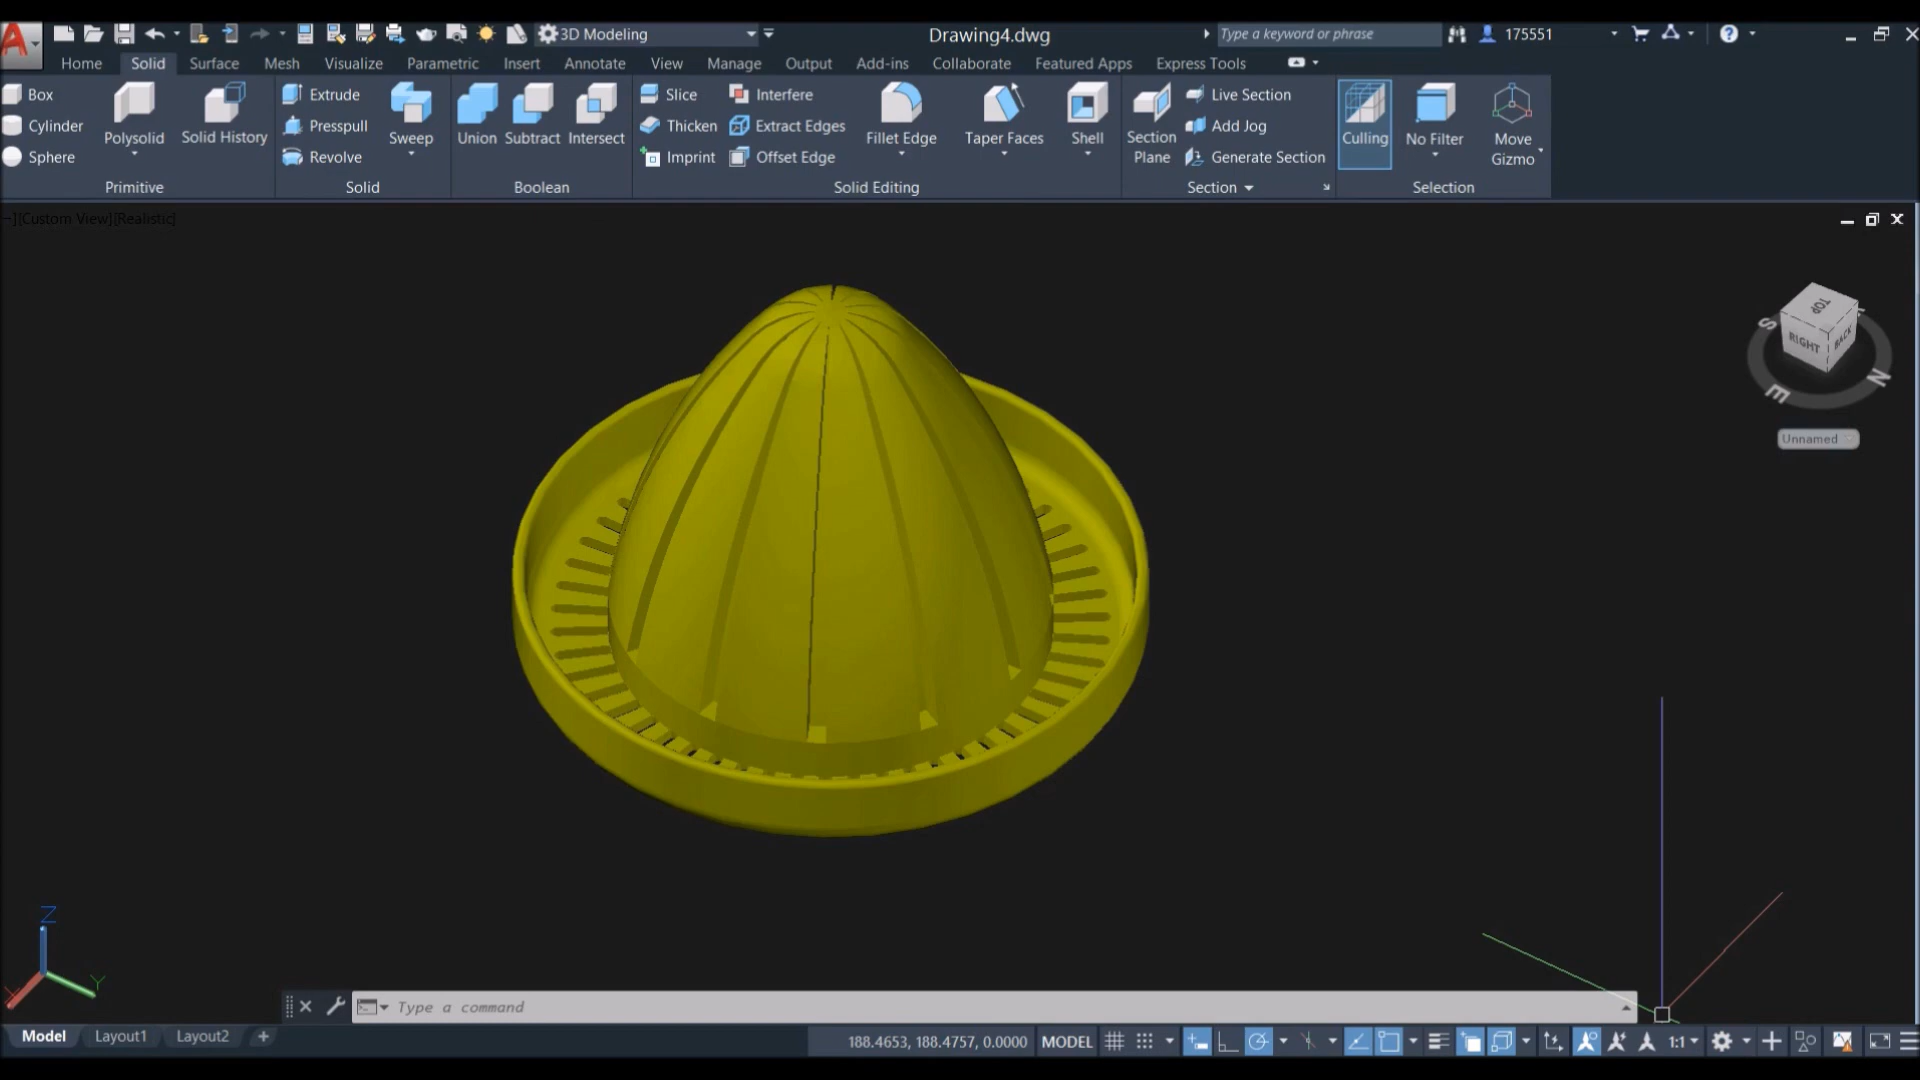 3D Modeling
Drawing4.dwg
Type a keyword or phrase
175551
Home Solid Surface Mesh Visualize Parametric Insert Annotate View Manage Output Add-ins Collaborate Featured Apps Express Tools
Box
Cylinder
Sphere
Polysolid
Solid History
Primitive
Extrude
Presspull
Revolve
Sweep
Solid
Union
Subtract
Intersect
Boolean
Slice
Thicken
Imprint
Interfere
Extract Edges
Offset Edge
Fillet Edge
Taper Faces
Shell
Solid Editing
Section
Plane
Live Section
Add Jog
Generate Section
Section
Culling
No Filter
Move
Gizmo
Selection
][Custom View][Realistic]
TOP
RIGHT
BACK
S
E
N
Unnamed
Z
Y
X
Type a command
Model Layout1 Layout2
188.4653, 188.4757, 0.0000 MODEL
1:1